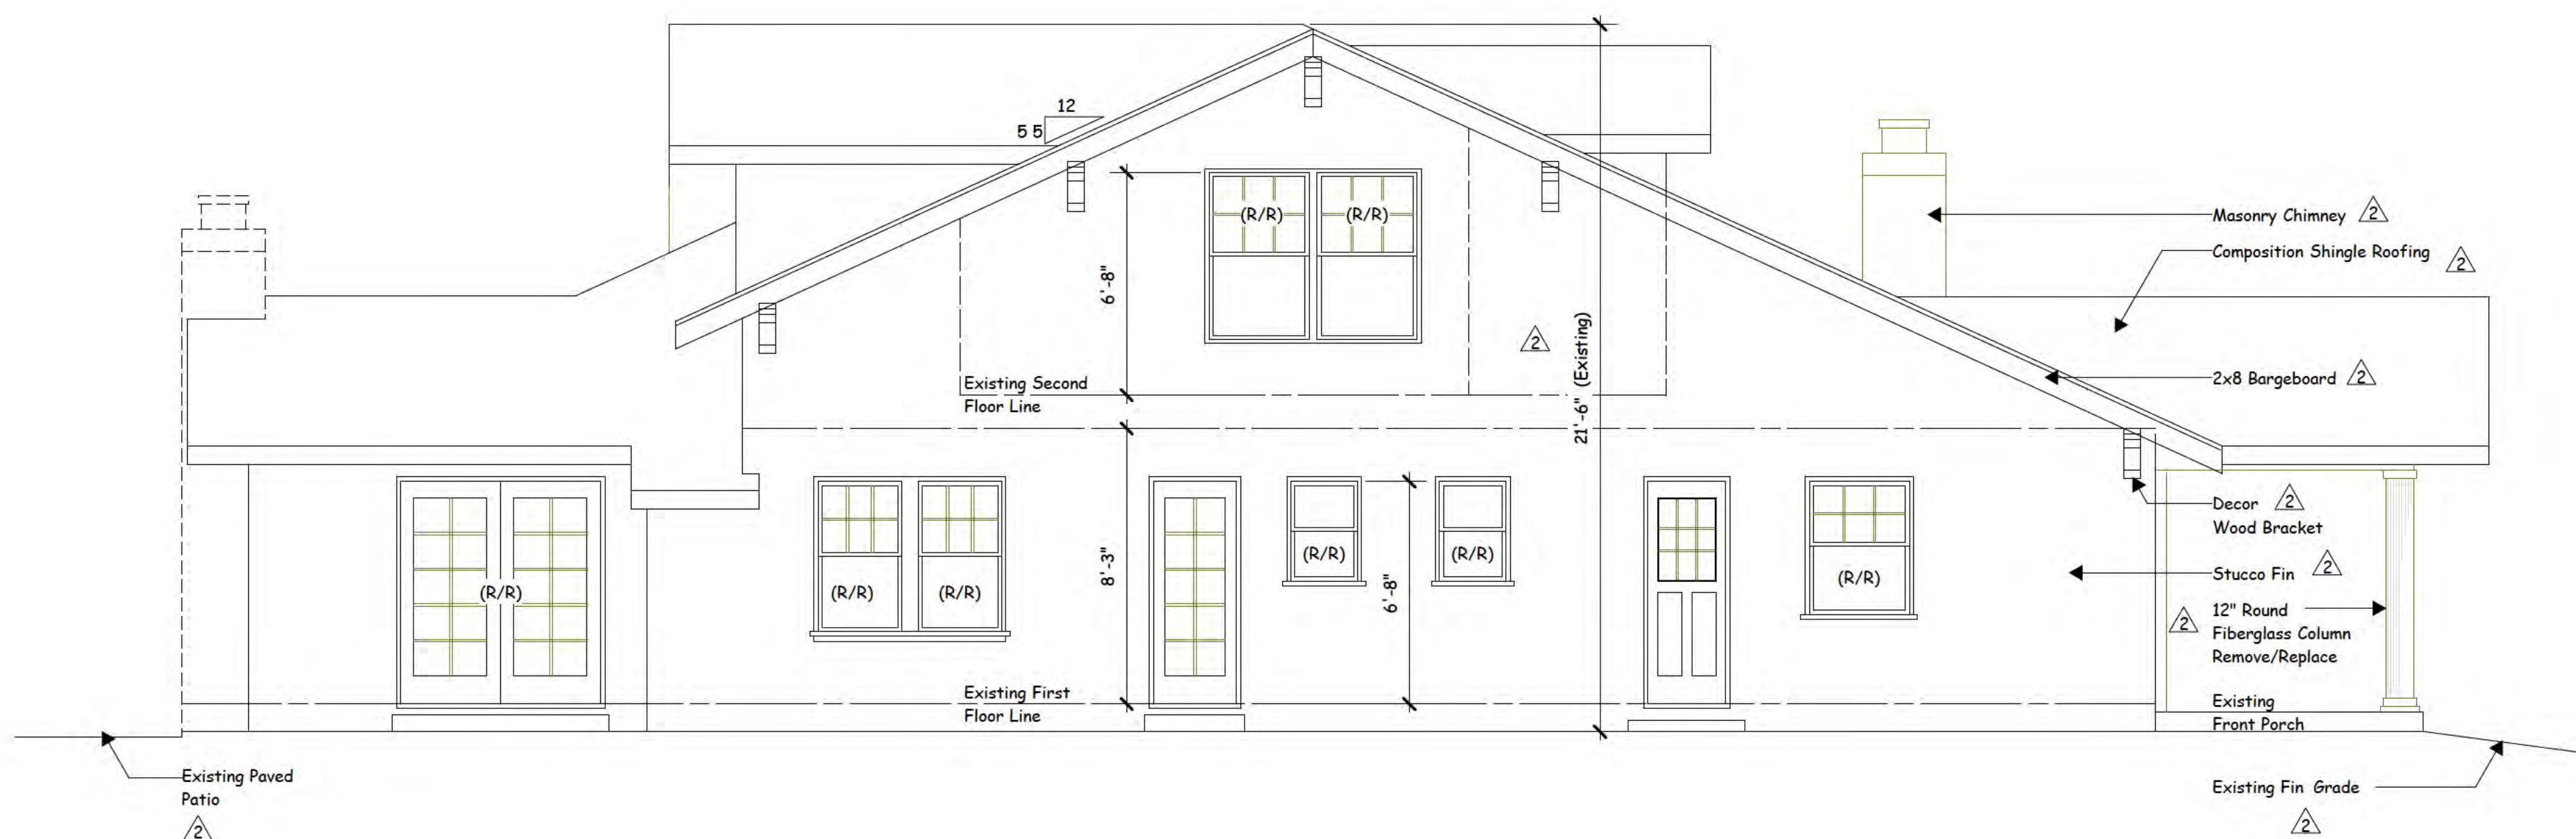 12
5 5
(R/R)
(R/R)
6'-8"
21'-6" (Existing)
Masonry Chimney 2
Composition Shingle Roofing 2
2
2x8 Bargeboard 2
Existing Second
Floor Line
8'-3"
6'-8"
(R/R)
(R/R)
(R/R)
(R/R)
(R/R)
(R/R)
Decor 2
Wood Bracket
Stucco Fin 2
2 12" Round
Fiberglass Column
Remove/Replace
Existing First
Floor Line
Existing
Front Porch
Existing Paved
Patio
2
Existing Fin Grade
2